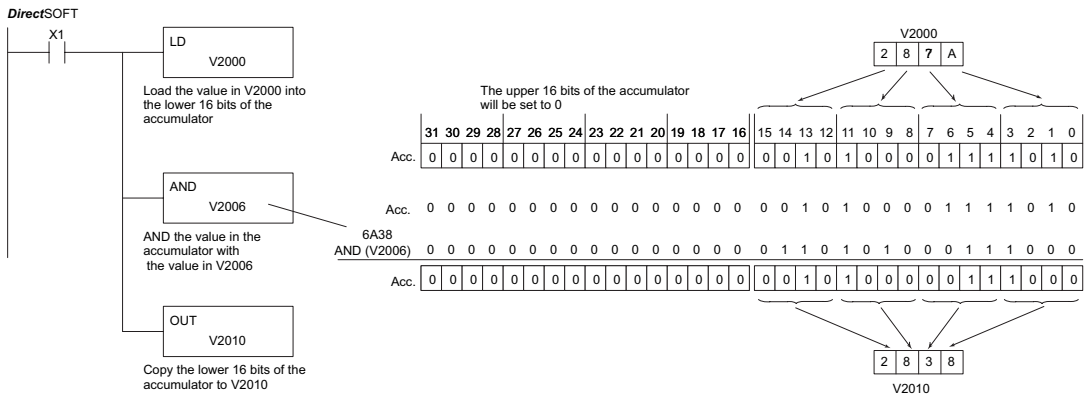 DirectSOFT
X1
LD
V2000
Load the value in V2000 into
the lower 16 bits of the
accumulator
AND
V2006
AND the value in the
accumulator with
the value in V2006
OUT
V2010
Copy the lower 16 bits of the
accumulator to V2010
V2000
2 8 7 A
The upper 16 bits of the accumulator
will be set to 0
31 30 29 28 27 26 25 24 23 22 21 20 19 18 17 16 15 14 13 12 11 10 9 8 7 6 5 4 3 2 1 0
Acc. 0 0 0 0 0 0 0 0 0 0 0 0 0 0 0 0 0 0 1 0 1 0 0 0 0 1 1 1 1 0 1 0
Acc. 0 0 0 0 0 0 0 0 0 0 0 0 0 0 0 0 0 0 1 0 1 0 0 0 0 1 1 1 1 0 1 0
6A38
AND (V2006) 0 0 0 0 0 0 0 0 0 0 0 0 0 0 0 0 0 1 1 0 1 0 1 0 0 0 1 1 1 0 0 0
Acc. 0 0 0 0 0 0 0 0 0 0 0 0 0 0 0 0 0 0 1 0 1 0 0 0 0 0 1 1 1 0 0 0
2 8 3 8
V2010